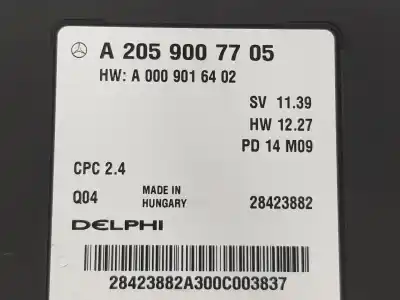 A 205 900 77 05
HW: A 000 901 64 02
SV 11.39
HW 12.27
PD 14 M09
CPC 2.4
Q04
MADE IN
HUNGARY
28423882
DELPHI
28423882A300C003837